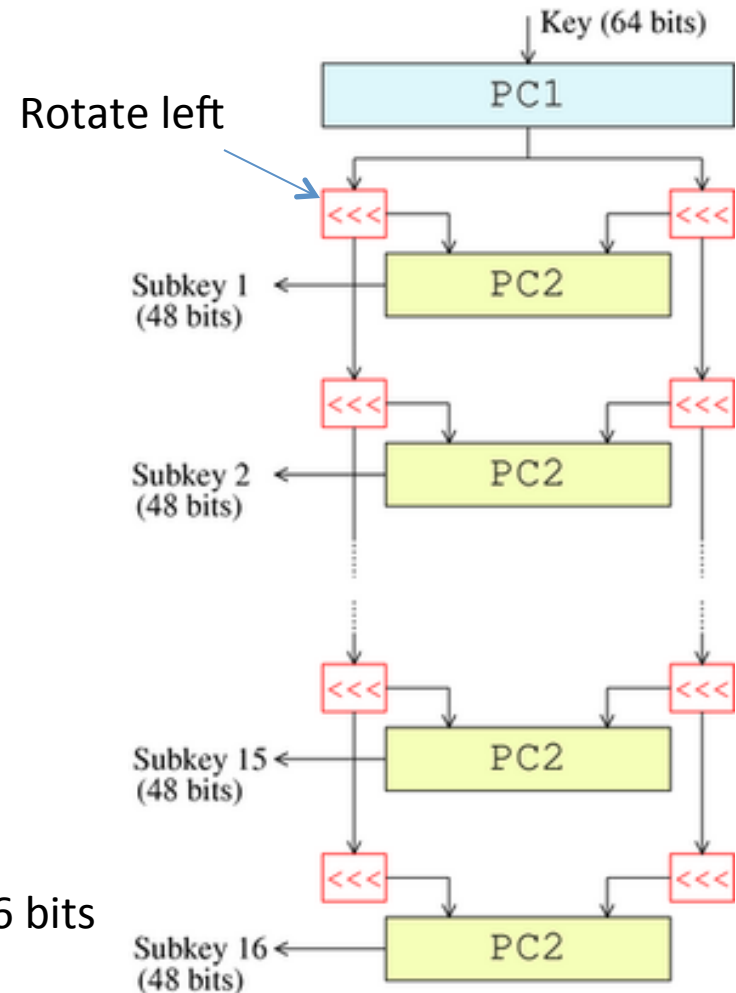 Key (64 bits)
PC1
Rotate left
<<< <<<
PC2
Subkey 1
(48 bits)
<<< <<<
PC2
Subkey 2
(48 bits)
<<< <<<
PC2
Subkey 15
(48 bits)
<<< <<<
6 bits
PC2
Subkey 16
(48 bits)